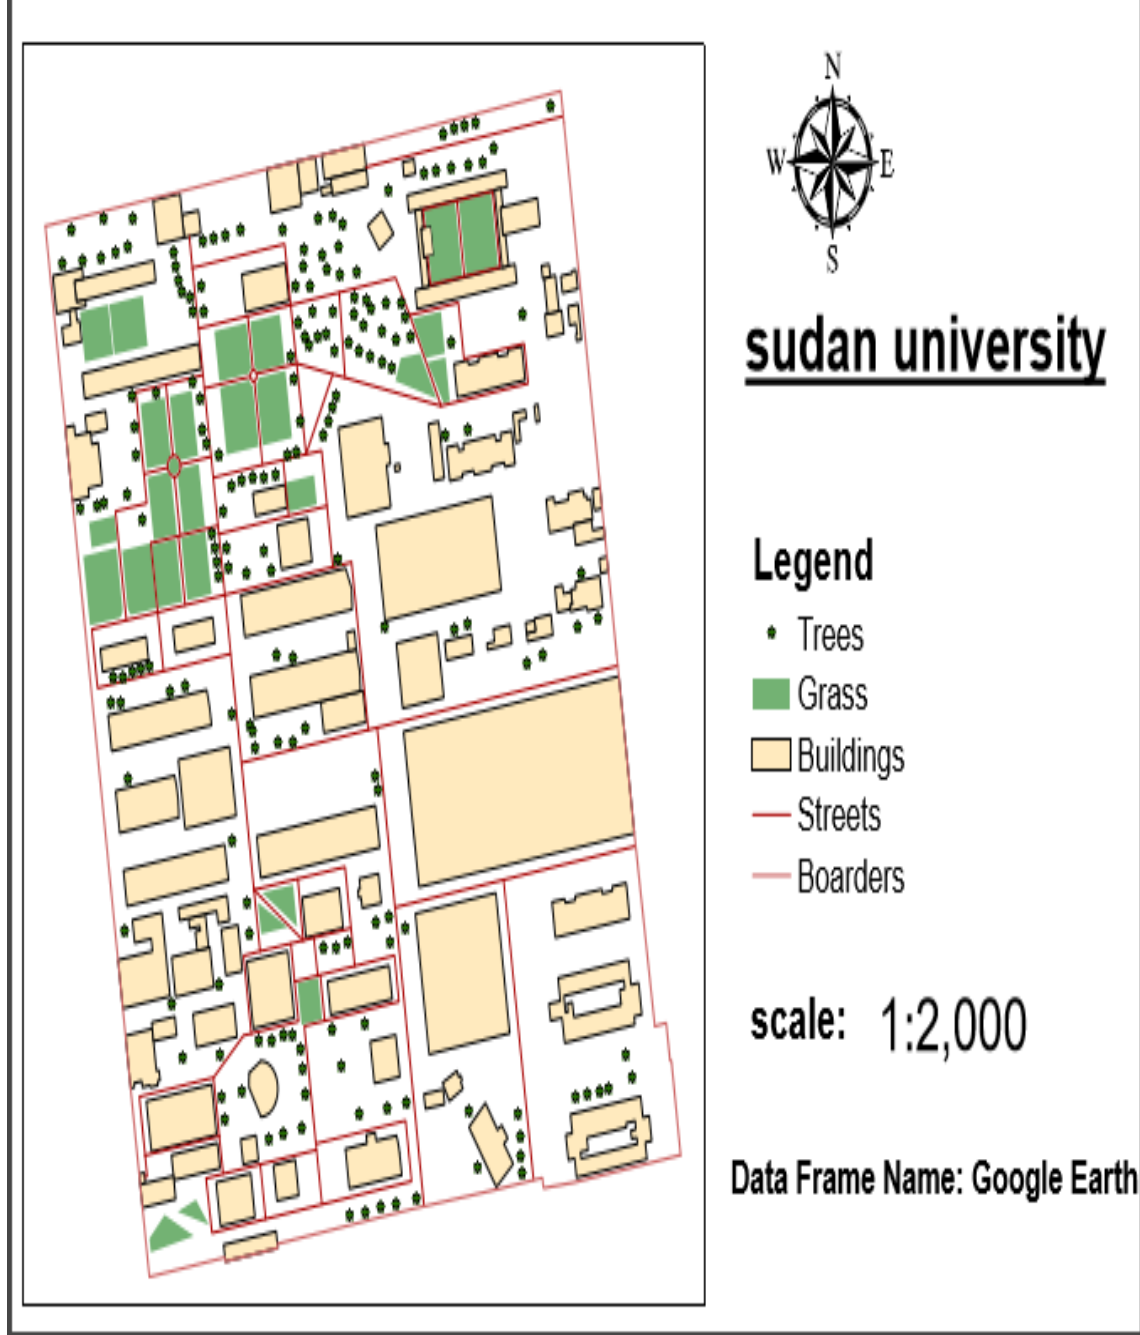 N
W E
S
sudan university
Legend
Trees
Grass
Buildings
Streets
Boarders
scale: 1:2,000
Data Frame Name: Google Earth